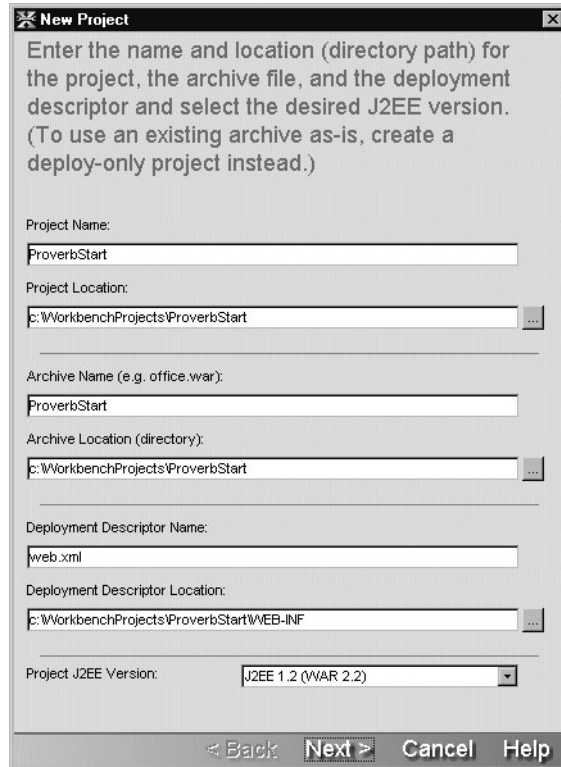 New Project
Enter the name and location (directory path) for
the project, the archive file, and the deployment
descriptor and select the desired J2EE version.
(To use an existing archive as-is, create a
deploy-only project instead.)
Project Name:
ProverbStart
Project Location:
c:\WorkbenchProjects\ProverbStart
...
Archive Name (e.g. office.war):
ProverbStart
Archive Location (directory):
c:\WorkbenchProjects\ProverbStart
...
Deployment Descriptor Name:
web.xml
Deployment Descriptor Location:
c:\WorkbenchProjects\ProverbStart\WEB-INF
...
Project J2EE Version:
J2EE 1.2 (WAR 2.2)
< Back Next > Cancel Help